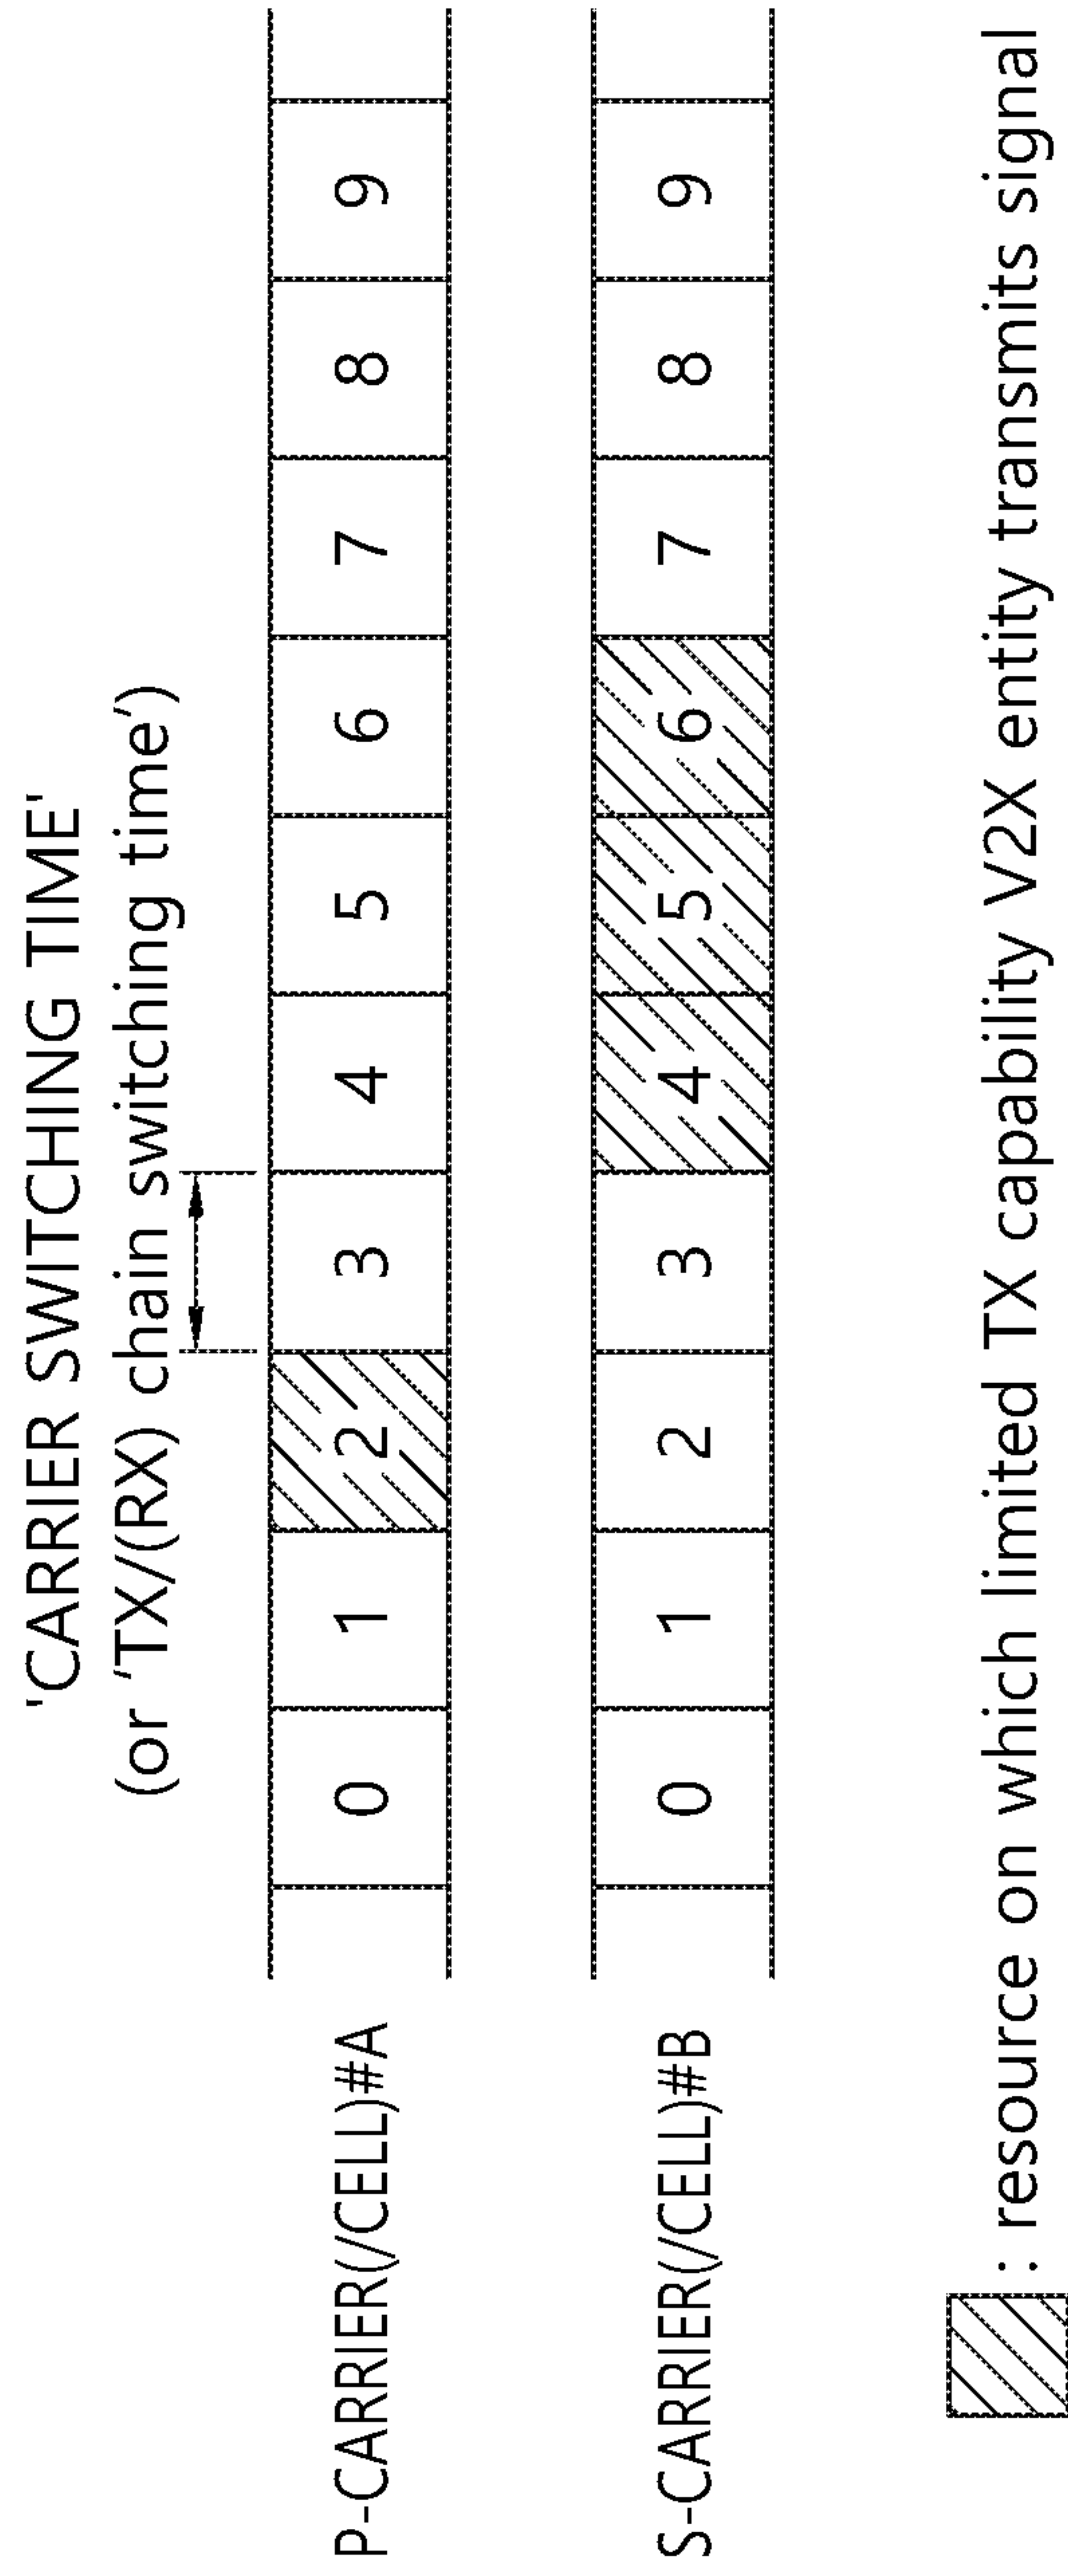 'CARRIER SWITCHING TIME'
(or 'TX/(RX) chain switching time')
P-CARRIER(/CELL)#A 0 1 2 3 4 5 6 7 8 9
S-CARRIER(/CELL)#B 0 1 2 3 4 5 6 7 8 9
: resource on which limited TX capability V2X entity transmits signal